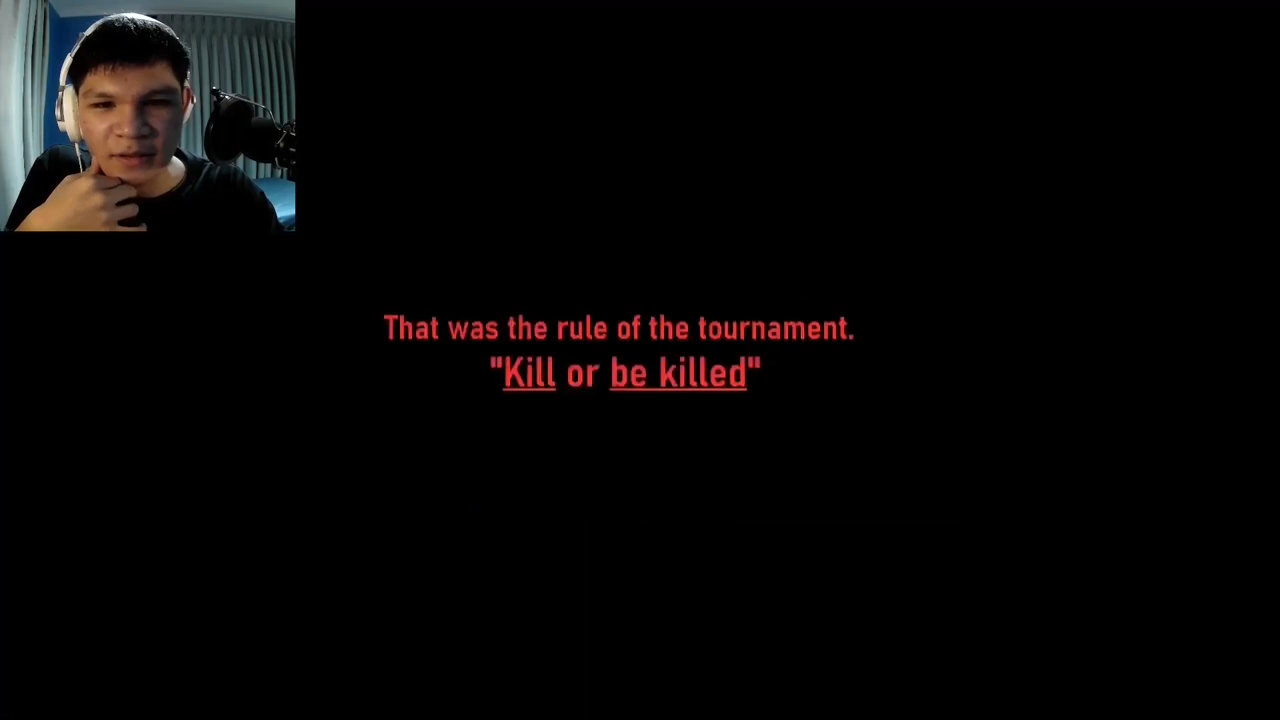 That was the rule of the tournament.
"Kill or be killed"